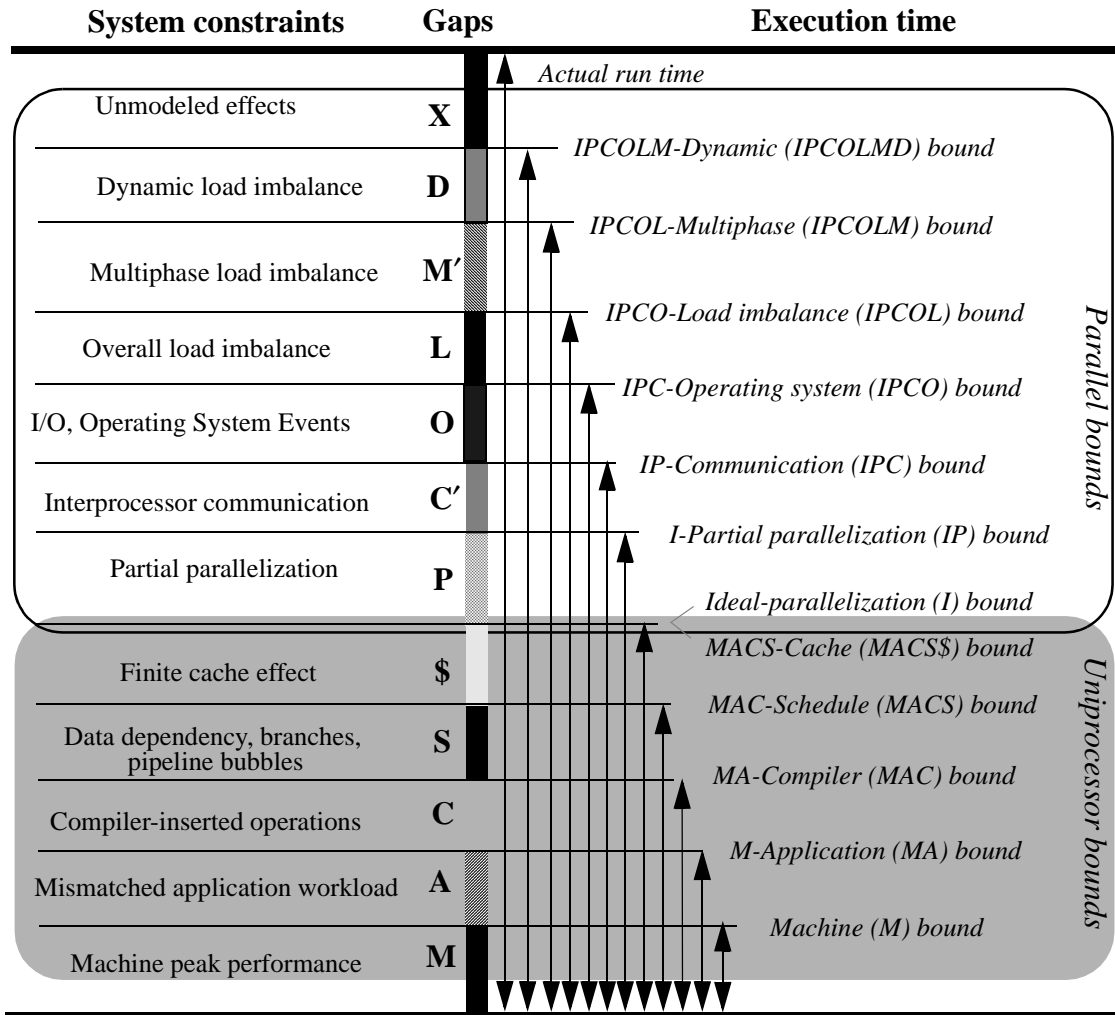 System constraints Gaps Execution time
Actual run time
Unmodeled effects X
IPCOLM-Dynamic (IPCOLMD) bound
Dynamic load imbalance D
IPCOL-Multiphase (IPCOLM) bound
Multiphase load imbalance M′
IPCO-Load imbalance (IPCOL) bound
Overall load imbalance L
IPC-Operating system (IPCO) bound
I/O, Operating System Events O
IP-Communication (IPC) bound
Interprocessor communication C′
I-Partial parallelization (IP) bound
Partial parallelization P
Ideal-parallelization (I) bound
MACS-Cache (MACS$) bound
Finite cache effect $
MAC-Schedule (MACS) bound
Data dependency, branches,
pipeline bubbles
S
MA-Compiler (MAC) bound
Compiler-inserted operations C
M-Application (MA) bound
Mismatched application workload A
Machine (M) bound
Machine peak performance M
Parallel bounds
Uniprocessor bounds